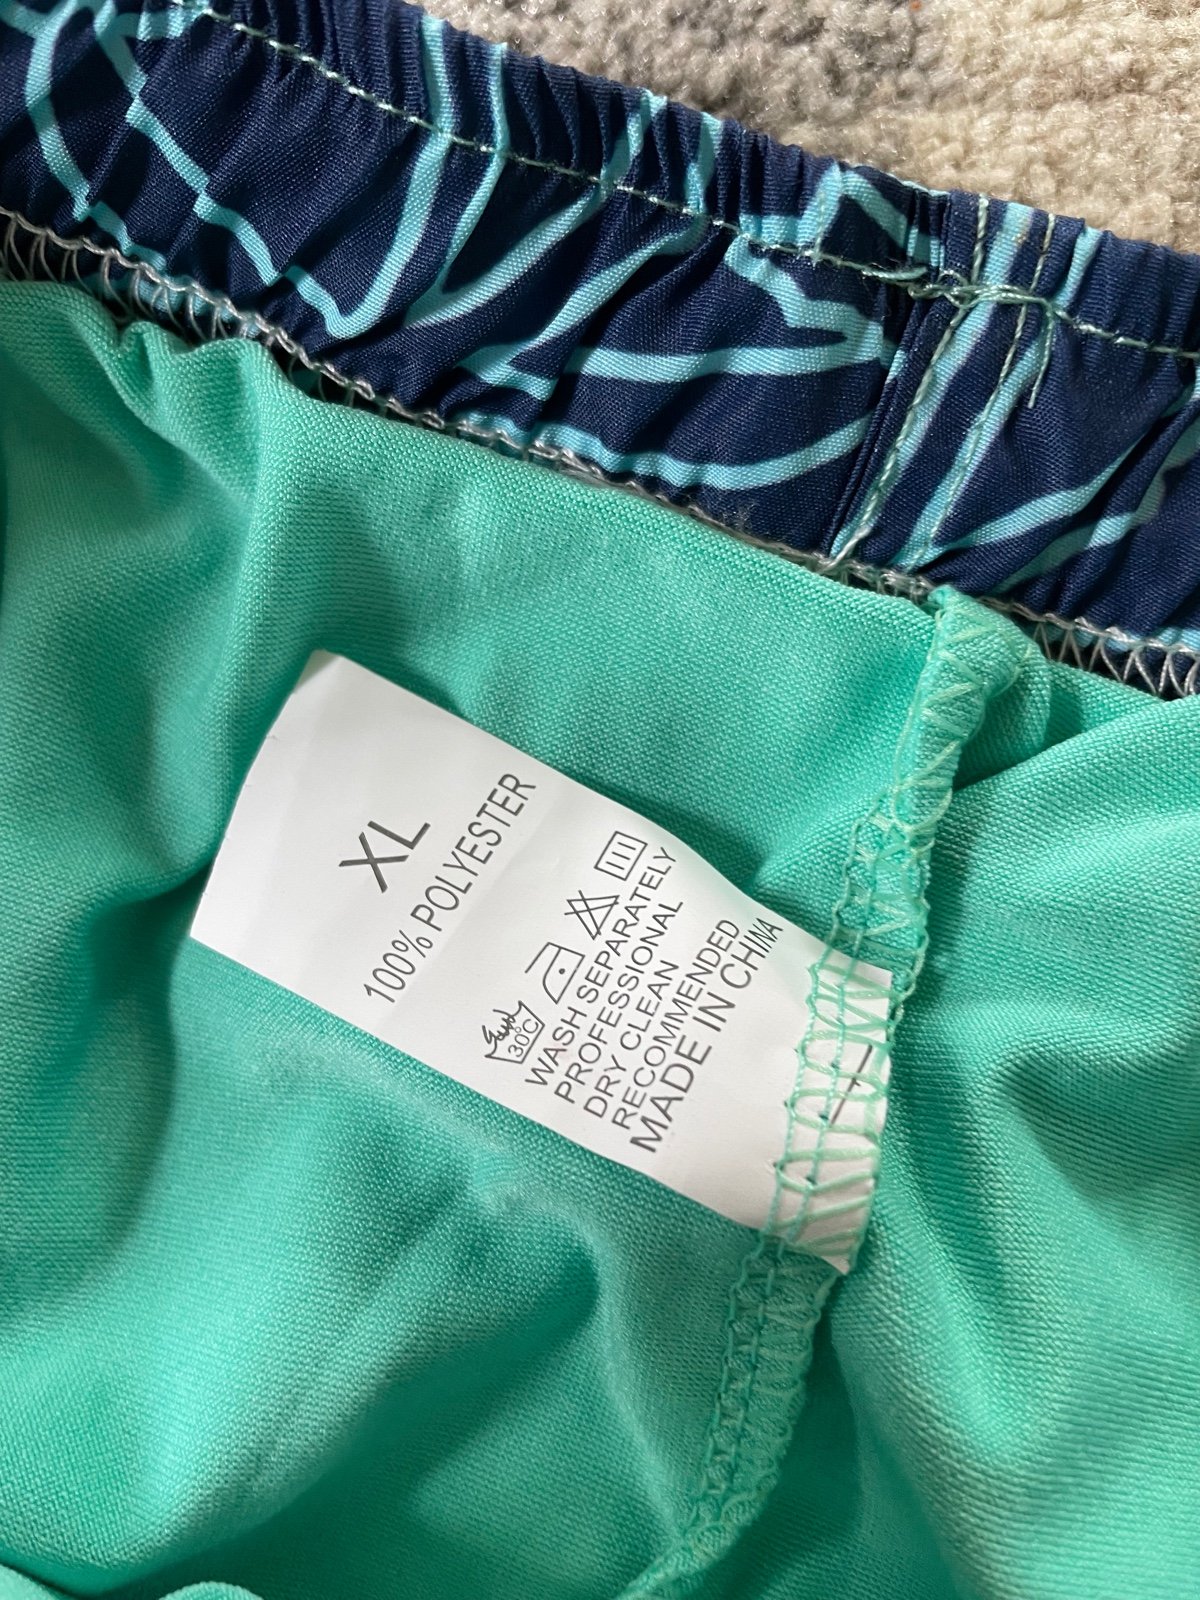 XL
100% POLYESTER
30°C
WASH SEPARATELY
PROFESSIONAL
DRY CLEAN
RECOMMENDED
MADE IN CHINA